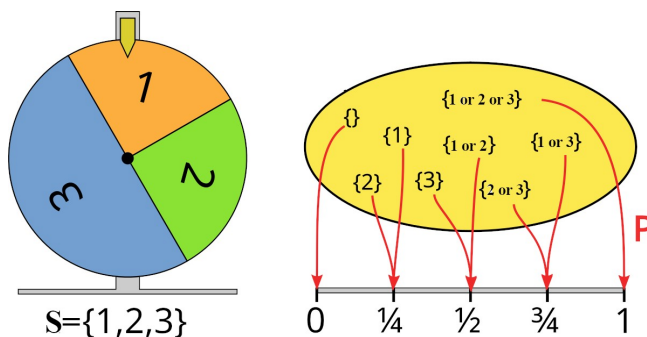 1
2
3
S={1,2,3}
{}
{1 or 2 or 3}
{1}
{1 or 2}
{1 or 3}
{2}
{3}
{2 or 3}
P
0
¼
½
¾
1